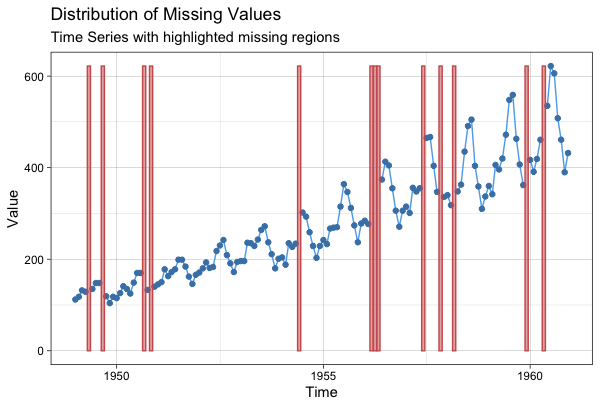 Distribution of Missing Values
Time Series with highlighted missing regions
600
400
200
0
Value
1950
1955
1960
Time